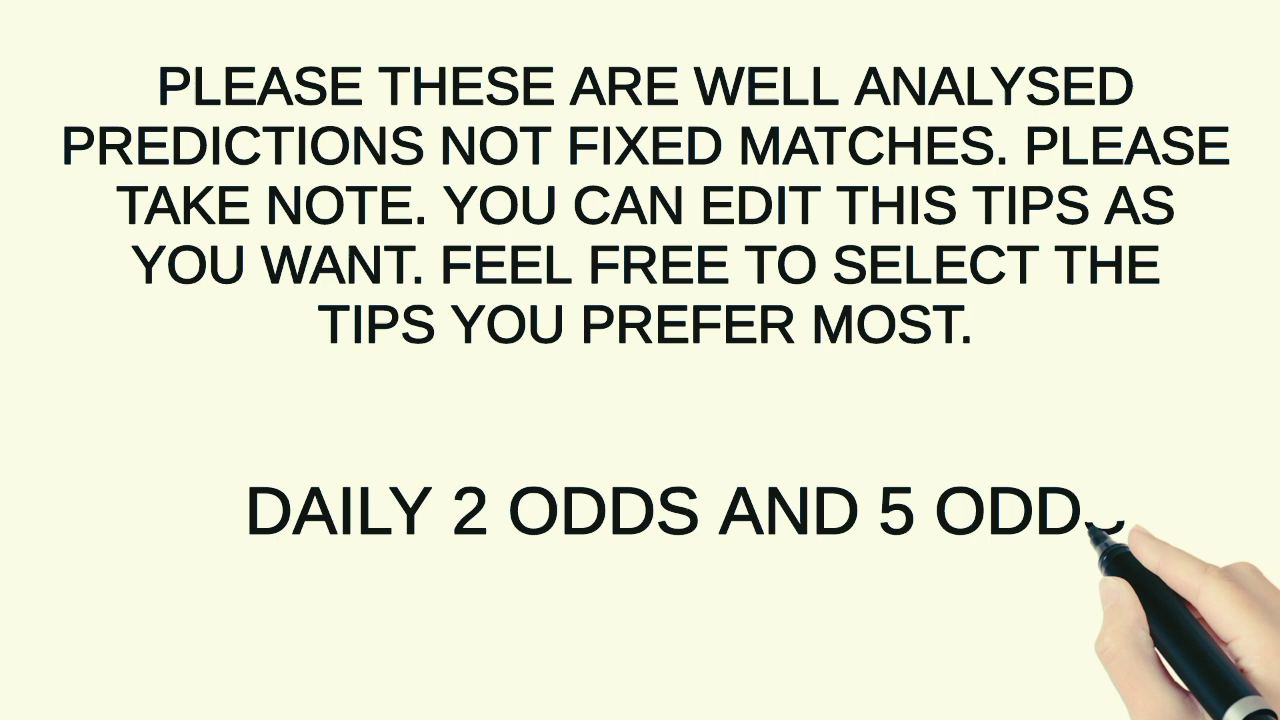 PLEASE THESE ARE WELL ANALYSED
PREDICTIONS NOT FIXED MATCHES. PLEASE
TAKE NOTE. YOU CAN EDIT THIS TIPS AS
YOU WANT. FEEL FREE TO SELECT THE
TIPS YOU PREFER MOST.
DAILY 2 ODDS AND 5 ODD